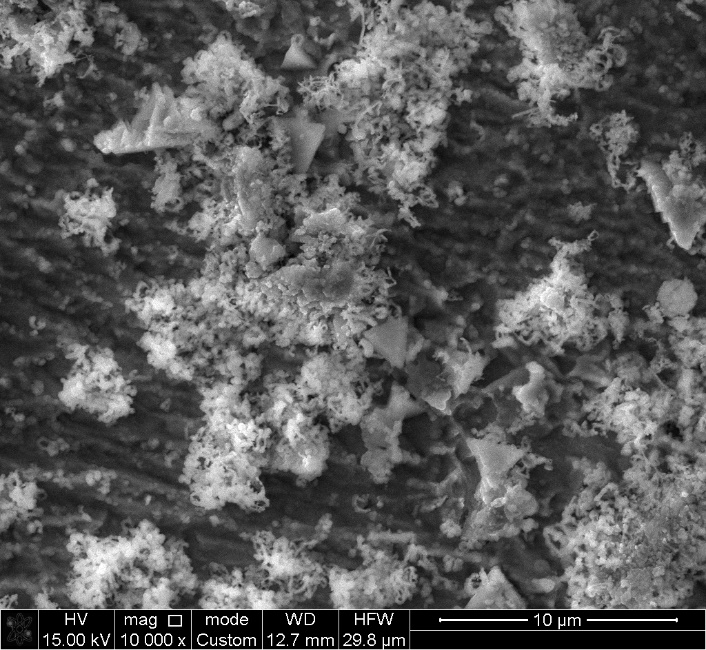 HV mag □ mode WD HFW
15.00 kV 10 000 x Custom 12.7 mm 29.8 µm
10 µm